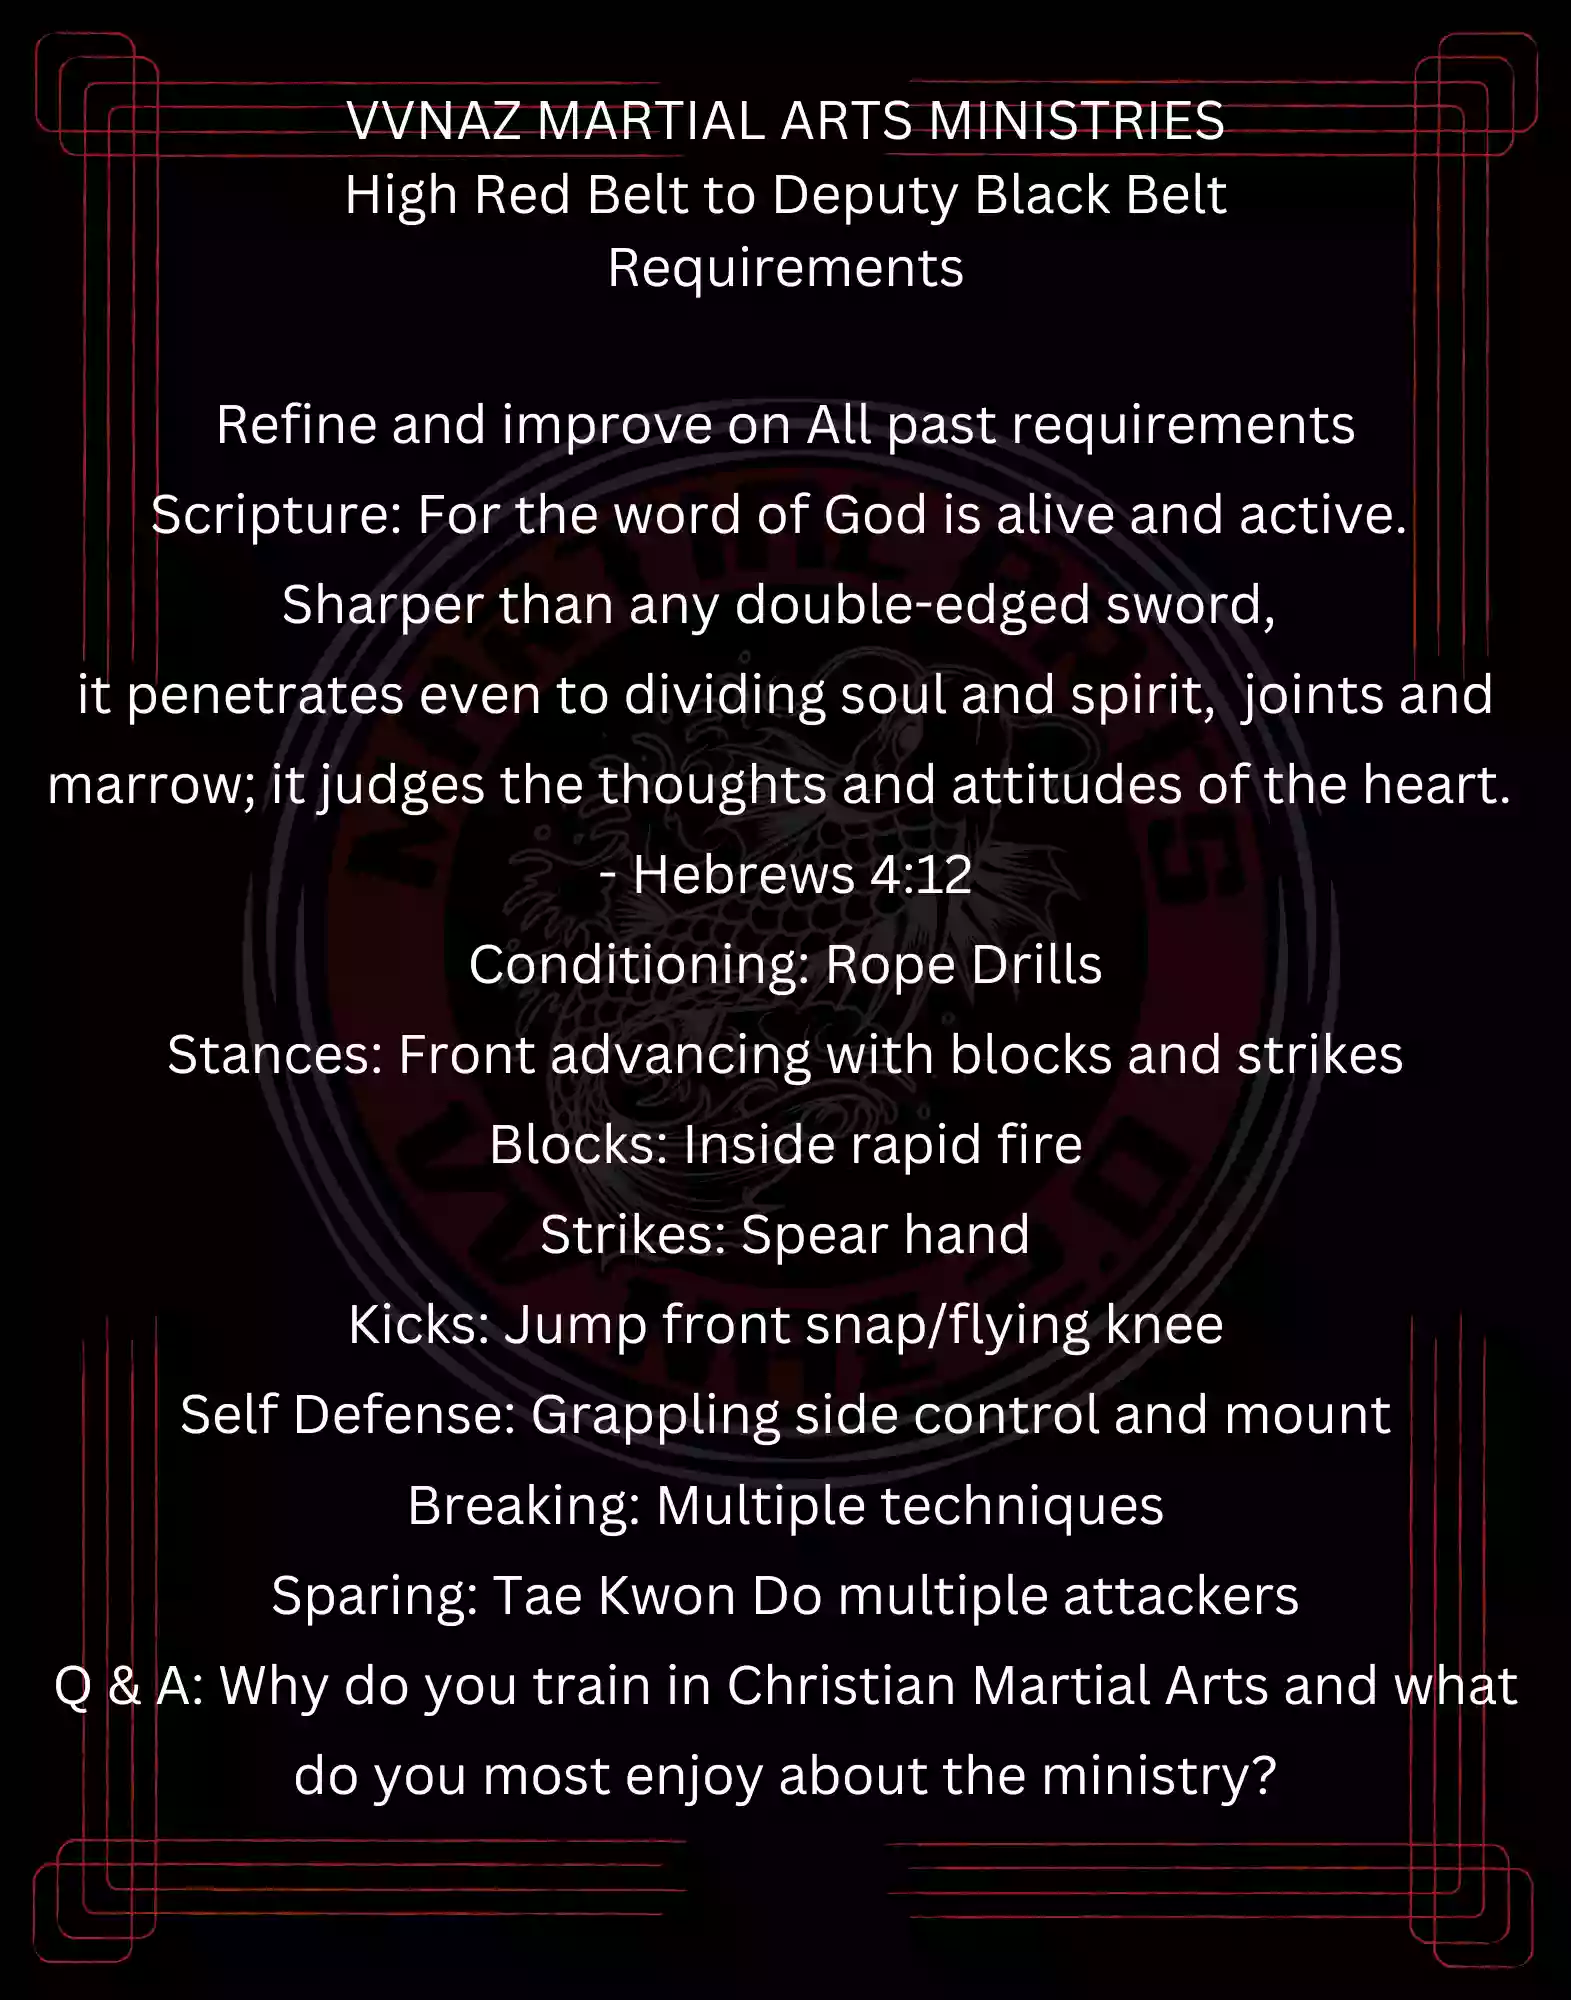 VVNAZ MARTIAL ARTS MINISTRIES
High Red Belt to Deputy Black Belt
Requirements
Refine and improve on All past requirements
Scripture: For the word of God is alive and active.
Sharper than any double-edged sword,
it penetrates even to dividing soul and spirit, joints and
marrow; it judges the thoughts and attitudes of the heart.
- Hebrews 4:12
Conditioning: Rope Drills
Stances: Front advancing with blocks and strikes
Blocks: Inside rapid fire
Strikes: Spear hand
Kicks: Jump front snap/flying knee
Self Defense: Grappling side control and mount
Breaking: Multiple techniques
Sparing: Tae Kwon Do multiple attackers
Q & A: Why do you train in Christian Martial Arts and what
do you most enjoy about the ministry?
MARTIAL ARTS